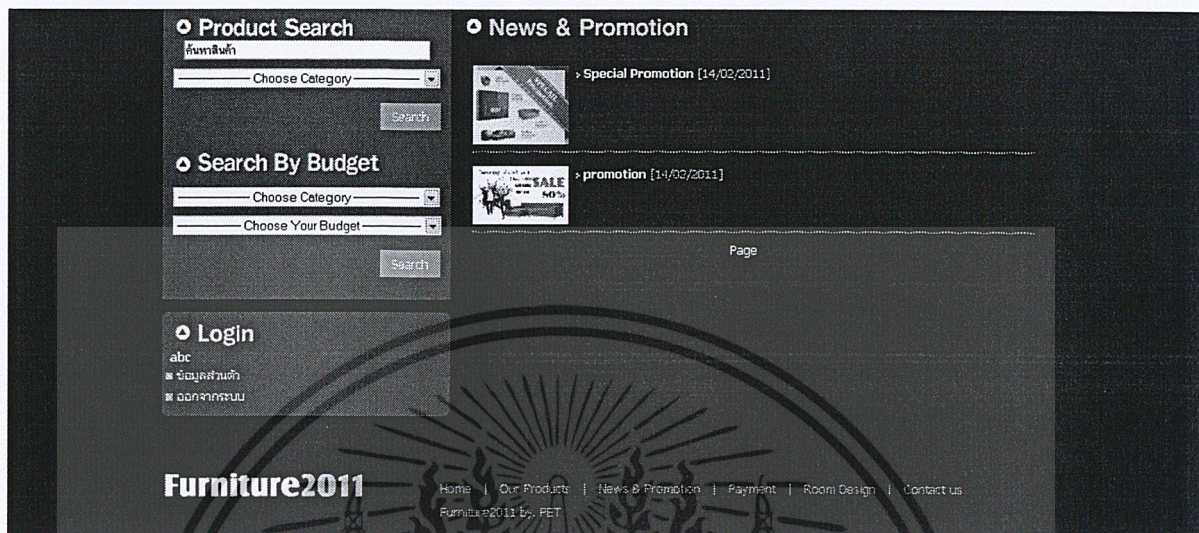 Product Search
ค้นหาสินค้า
Choose Category
Search
Search By Budget
Choose Category
Choose Your Budget
Search
Login
abc
ข้อมูลส่วนตัว
ออกจากระบบ
News & Promotion
Special Promotion [14/02/2011]
SALE
80%
promotion [14/02/2011]
Page
Furniture2011
Home | Our Products | News & Promotion | Payment | Room Design | Contact us
Furniture2011 by. PET